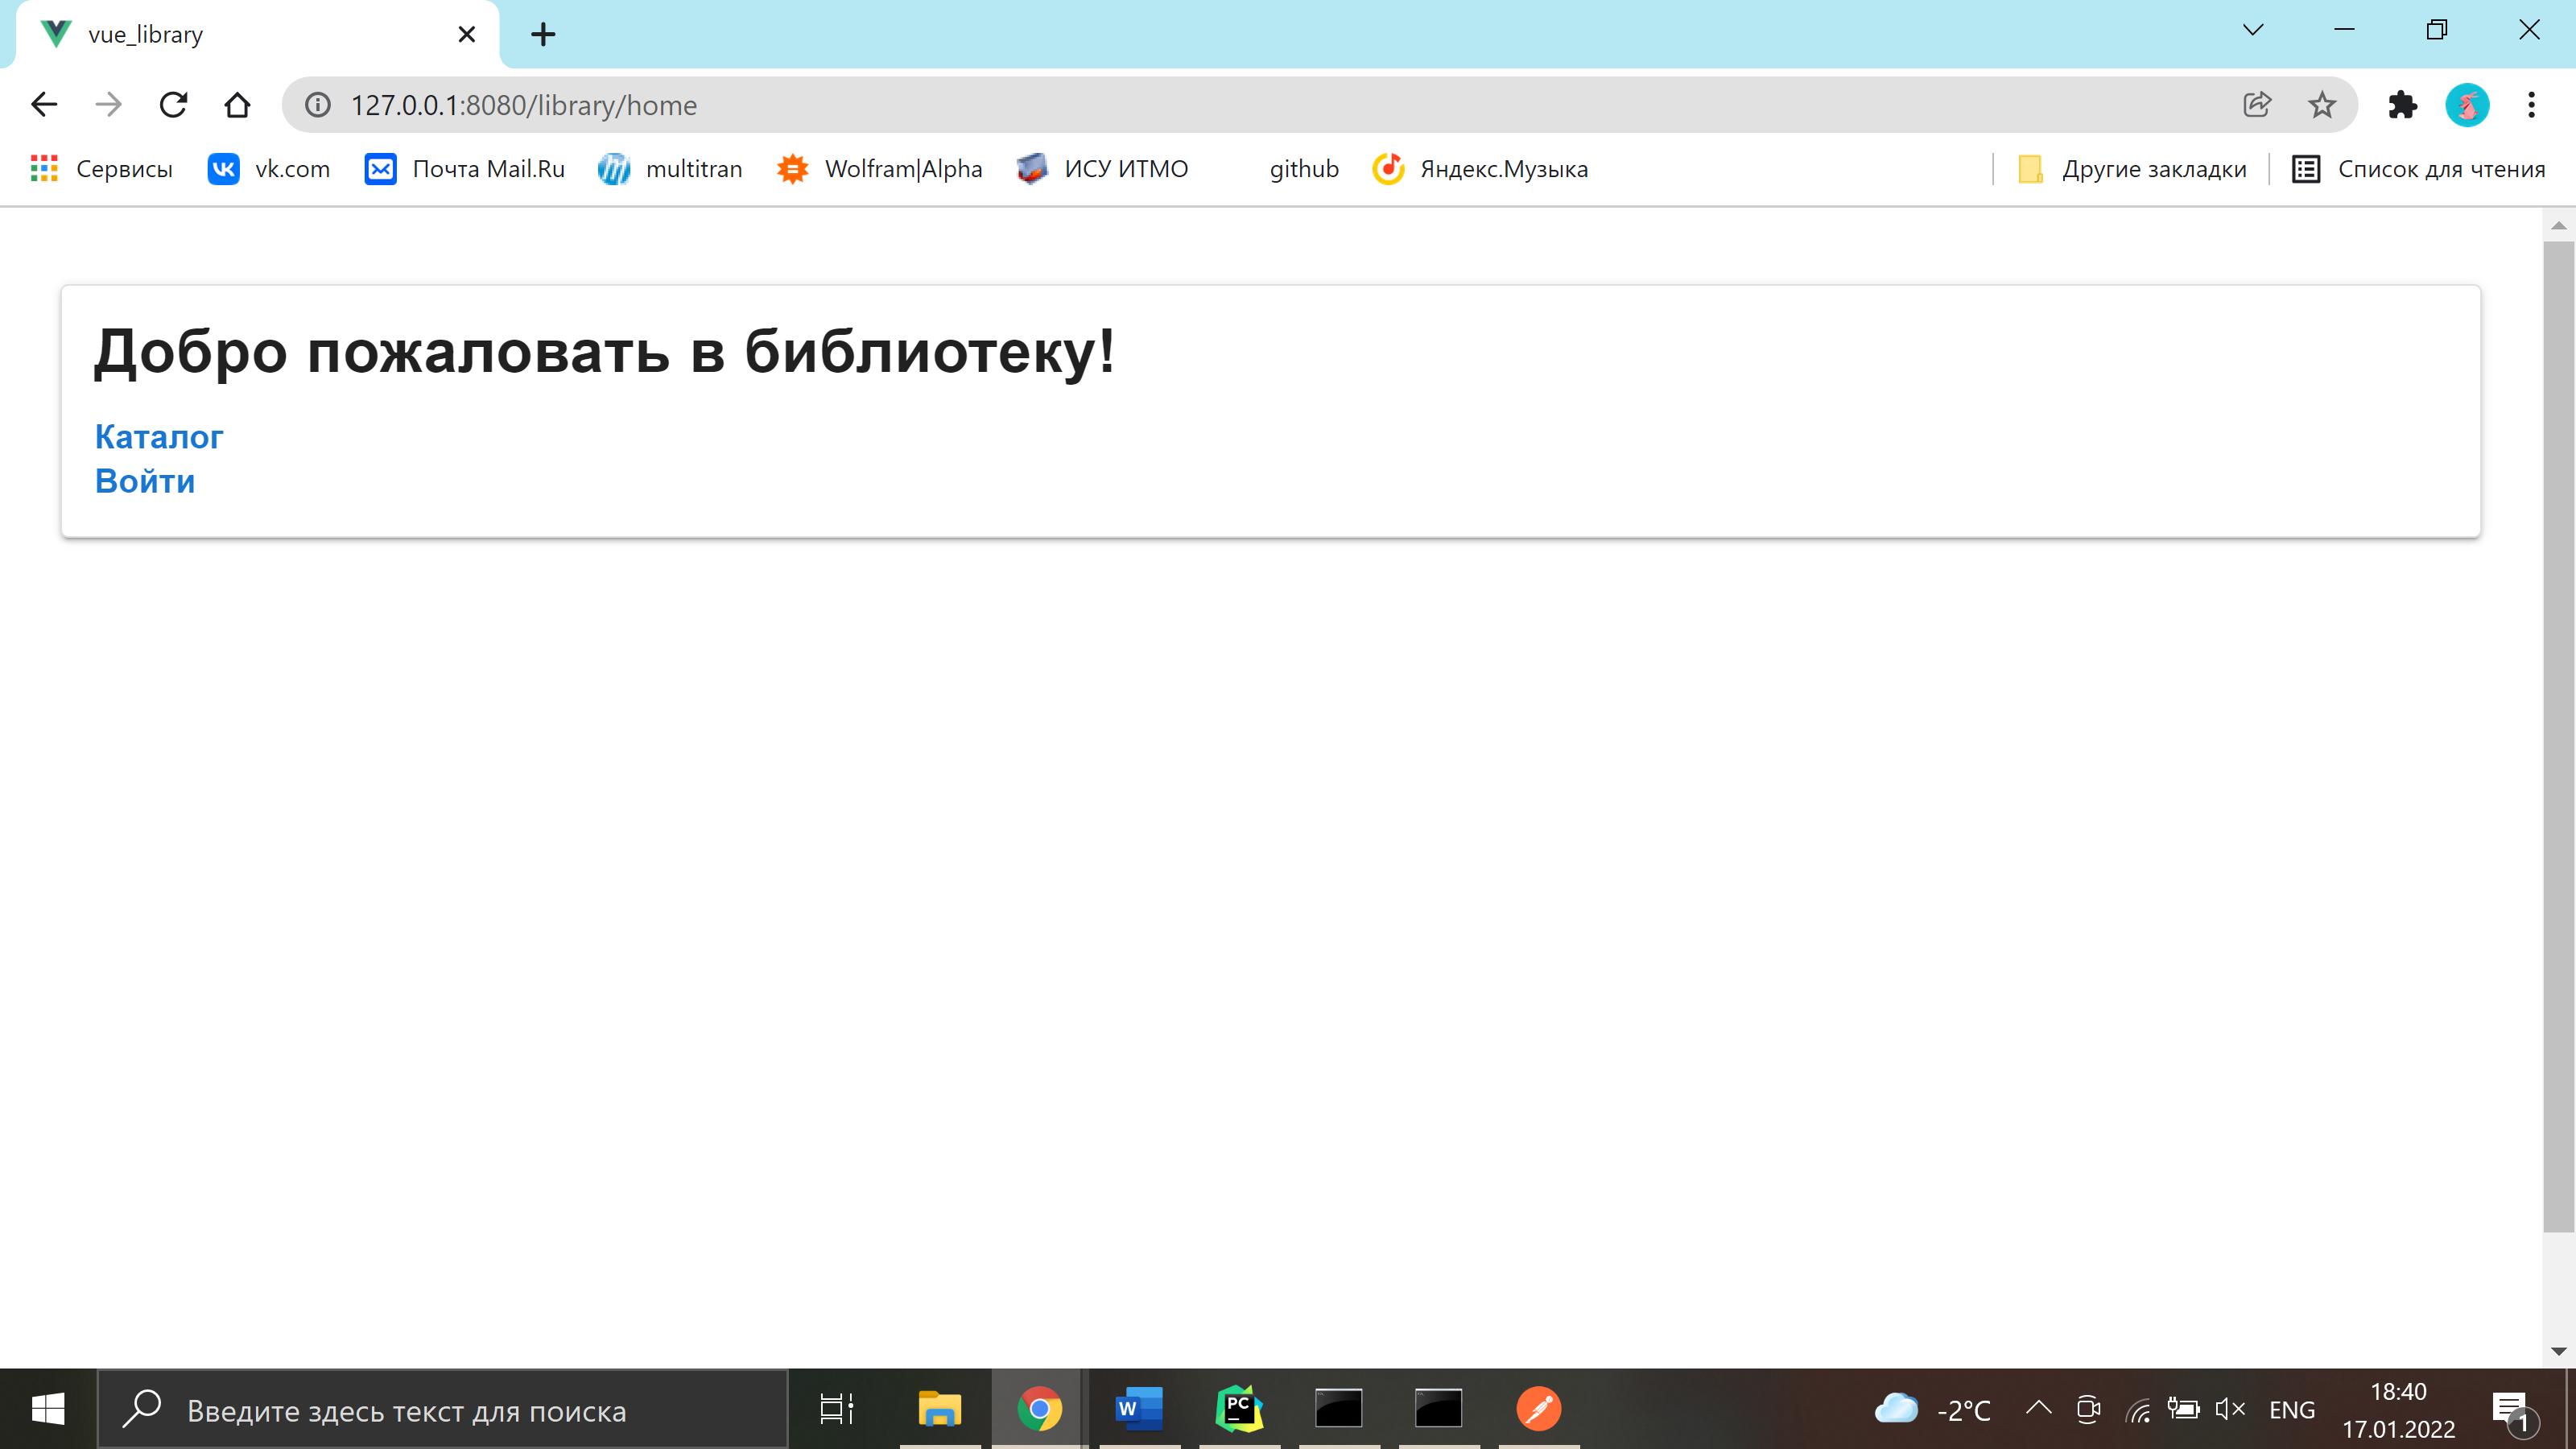 vue_library
127.0.0.1:8080/library/home
Сервисы vk.com Почта Mail.Ru multitran Wolfram|Alpha ИСУ ИТМО github Яндекс.Музыка Другие закладки Список для чтения
Добро пожаловать в библиотеку!
Каталог
Войти
Введите здесь текст для поиска
W
PC
-2°C
ENG
18:40
17.01.2022
1